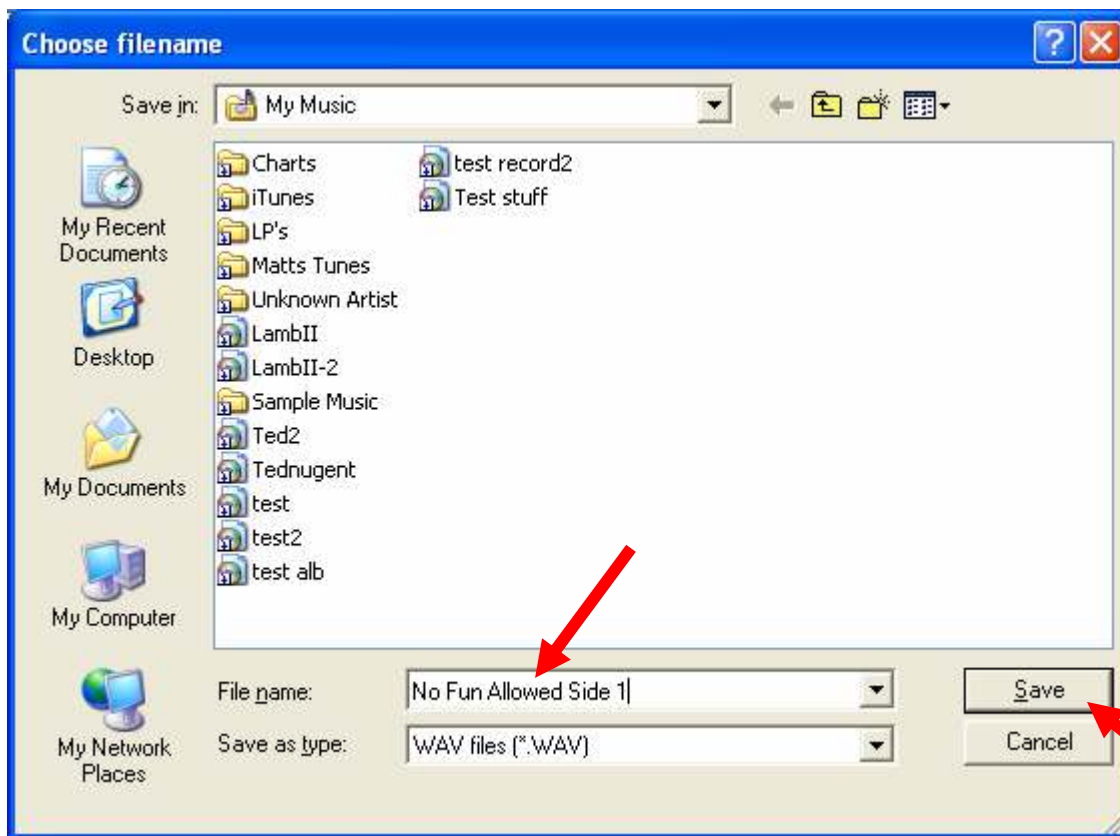 Choose filename
Save in: My Music
My Recent
Documents
Desktop
My Documents
My Computer
My Network
Places
Charts
iTunes
LP's
Matts Tunes
Unknown Artist
LambII
LambII-2
Sample Music
Ted2
Tednugent
test
test2
test alb
test record2
Test stuff
File name: No Fun Allowed Side 1 Save
Save as type: WAV files (*.WAV) Cancel